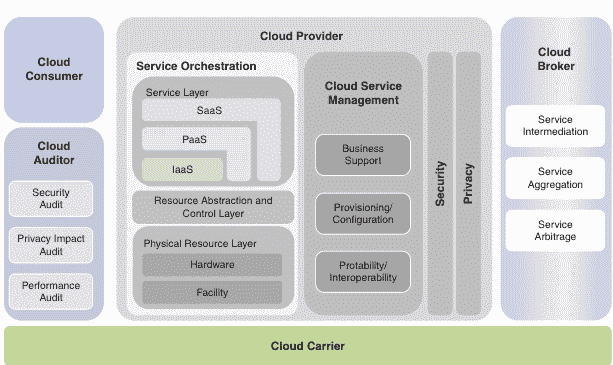 Cloud
Consumer
Cloud
Auditor
Security
Audit
Privacy Impact
Audit
Performance
Audit
Cloud Provider
Service Orchestration
Service Layer
SaaS
PaaS
IaaS
Resource Abstraction and
Control Layer
Physical Resource Layer
Hardware
Facility
Cloud Service
Management
Business
Support
Provisioning/
Configuration
Protability/
Interoperability
Security
Privacy
Cloud
Broker
Service
Intermediation
Service
Aggregation
Service
Arbitrage
Cloud Carrier